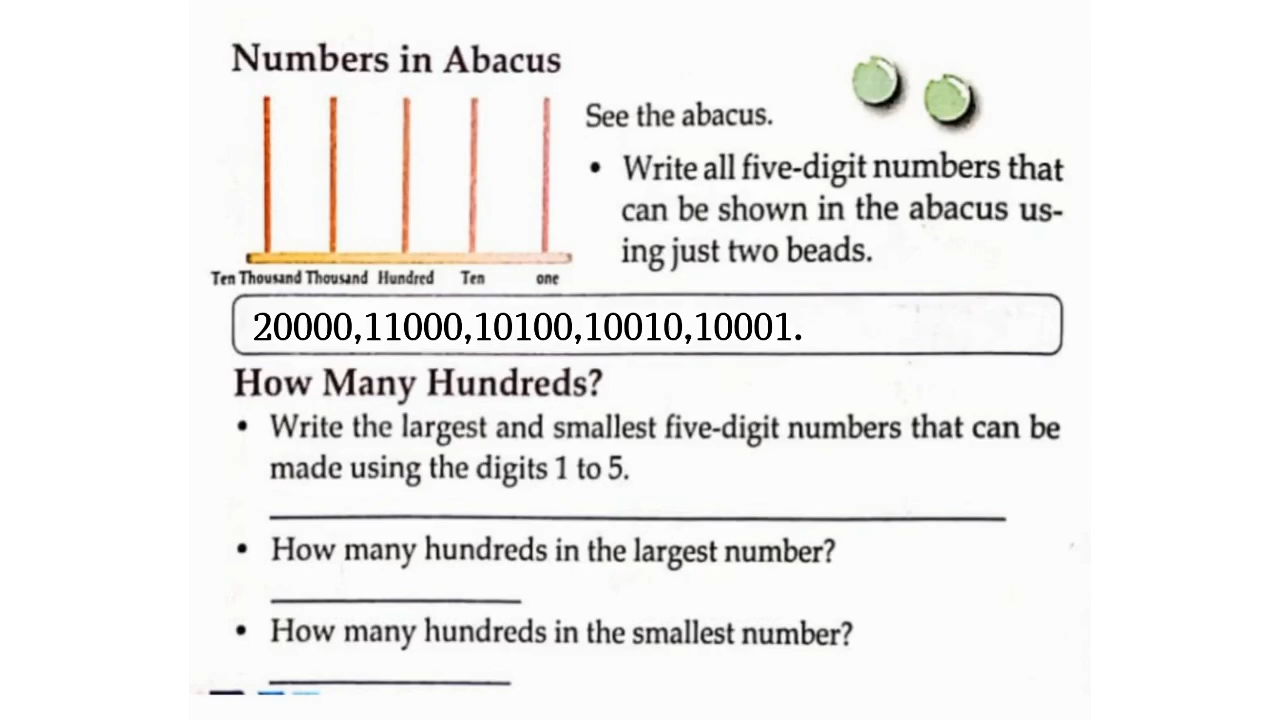 Numbers in Abacus
See the abacus.
• Write all five-digit numbers that
can be shown in the abacus us-
ing just two beads.
Ten Thousand Thousand Hundred Ten one
20000,11000,10100,10010,10001.
How Many Hundreds?
• Write the largest and smallest five-digit numbers that can be
made using the digits 1 to 5.
• How many hundreds in the largest number?
• How many hundreds in the smallest number?